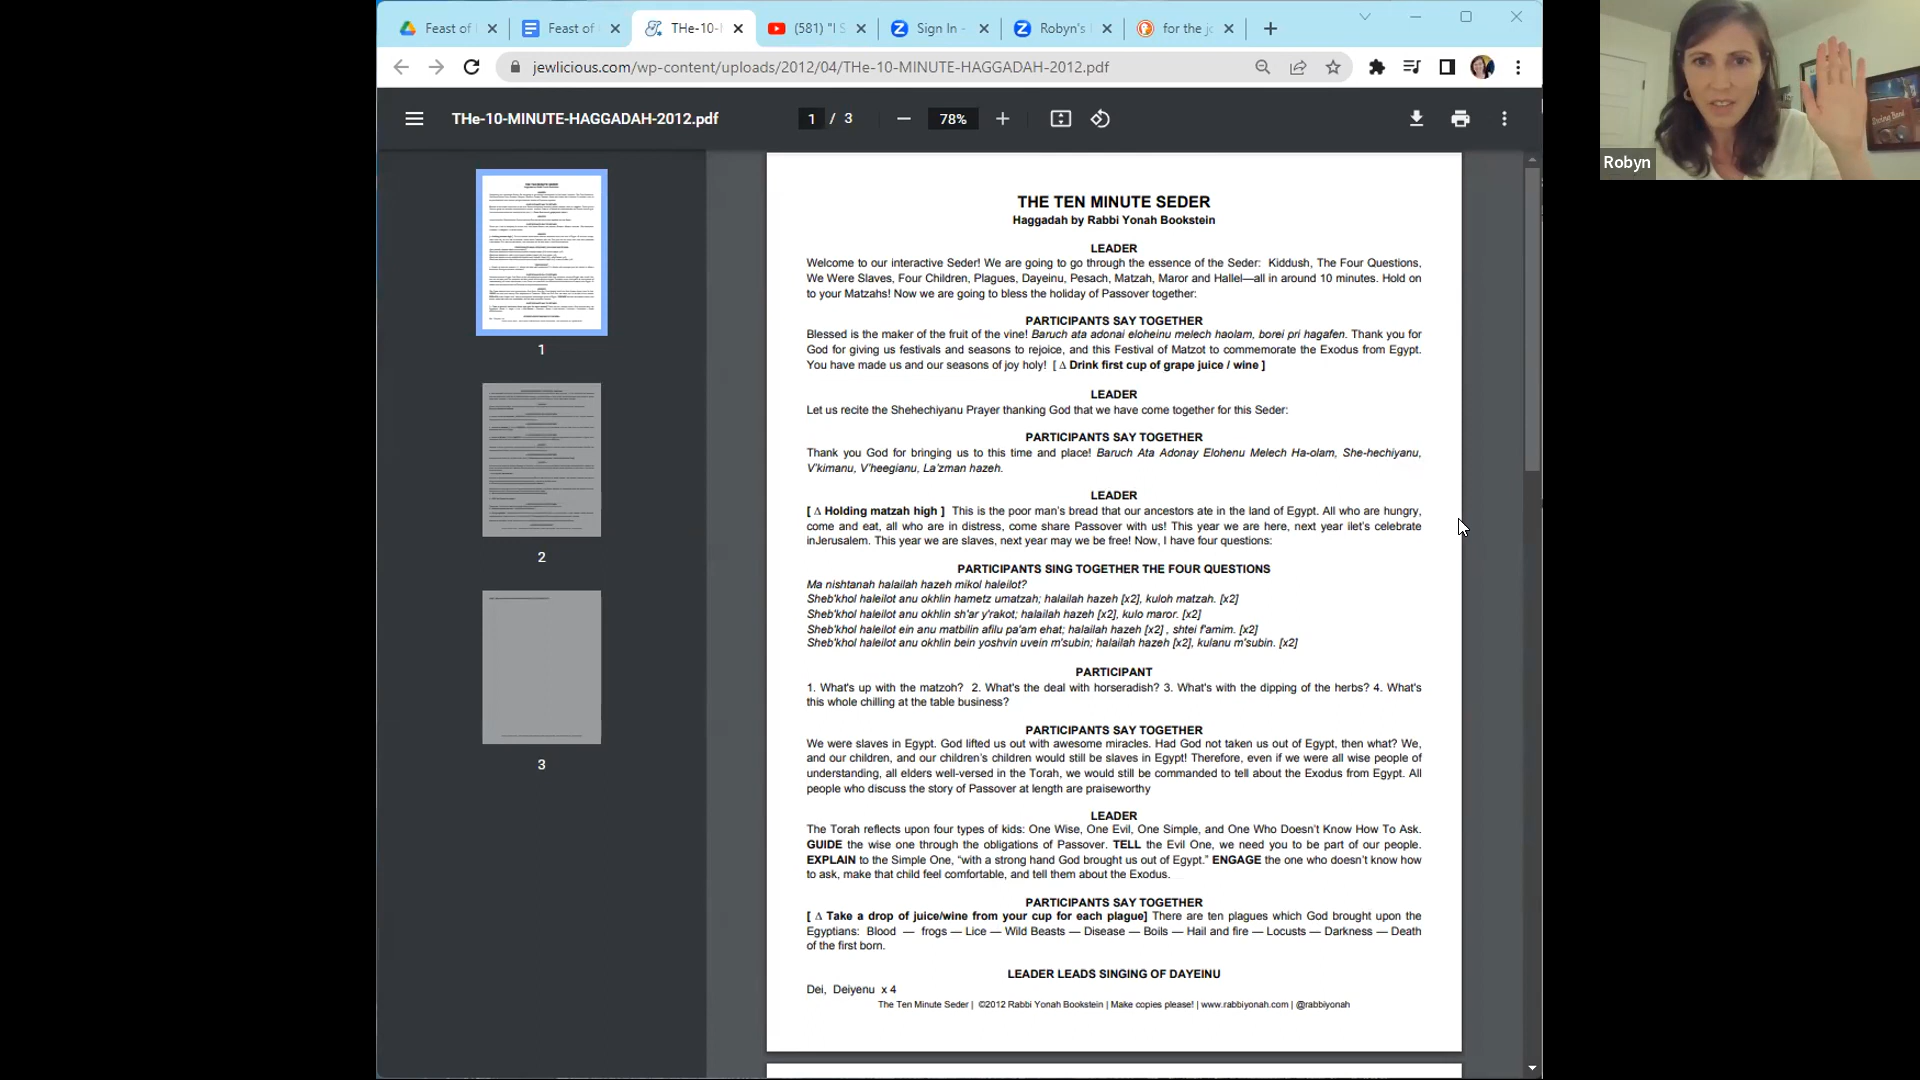 Feast of
Feast of
THe-10-
(581) "I S
Sign In -
Robyn's
for the jo
jewlicious.com/wp-content/uploads/2012/04/THe-10-MINUTE-HAGGADAH-2012.pdf
THe-10-MINUTE-HAGGADAH-2012.pdf
1 / 3
78%
Robyn
1
2
3
THE TEN MINUTE SEDER
Haggadah by Rabbi Yonah Bookstein
LEADER
Welcome to our interactive Seder! We are going to go through the essence of the Seder: Kiddush, The Four Questions,
We Were Slaves, Four Children, Plagues, Dayeinu, Pesach, Matzah, Maror and Hallel—all in around 10 minutes. Hold on
to your Matzahs! Now we are going to bless the holiday of Passover together:
PARTICIPANTS SAY TOGETHER
Blessed is the maker of the fruit of the vine! Baruch ata adonai eloheinu melech haolam, borei pri hagafen. Thank you for
God for giving us festivals and seasons to rejoice, and this Festival of Matzot to commemorate the Exodus from Egypt.
You have made us and our seasons of joy holy! [ Δ Drink first cup of grape juice / wine ]
LEADER
Let us recite the Shehechiyanu Prayer thanking God that we have come together for this Seder:
PARTICIPANTS SAY TOGETHER
Thank you God for bringing us to this time and place! Baruch Ata Adonay Elohenu Melech Ha-olam, She-hechiyanu,
V'kimanu, V'heegianu, La'zman hazeh.
LEADER
[ Δ Holding matzah high ] This is the poor man's bread that our ancestors ate in the land of Egypt. All who are hungry,
come and eat, all who are in distress, come share Passover with us! This year we are here, next year ilet's celebrate
inJerusalem. This year we are slaves, next year may we be free! Now, I have four questions:
PARTICIPANTS SING TOGETHER THE FOUR QUESTIONS
Ma nishtanah halailah hazeh mikol haleilot?
Sheb'khol haleilot anu okhlin hametz umatzah; halailah hazeh [x2], kuloh matzah. [x2]
Sheb'khol haleilot anu okhlin sh'ar y'rakot; halailah hazeh [x2], kulo maror. [x2]
Sheb'khol haleilot ein anu matbilin afilu pa'am ehat; halailah hazeh [x2] , shtei f'amim. [x2]
Sheb'khol haleilot anu okhlin bein yoshvin uvein m'subin; halailah hazeh [x2], kulanu m'subin. [x2]
PARTICIPANT
1. What's up with the matzoh? 2. What's the deal with horseradish? 3. What's with the dipping of the herbs? 4. What's
this whole chilling at the table business?
PARTICIPANTS SAY TOGETHER
We were slaves in Egypt. God lifted us out with awesome miracles. Had God not taken us out of Egypt, then what? We,
and our children, and our children's children would still be slaves in Egypt! Therefore, even if we were all wise people of
understanding, all elders well-versed in the Torah, we would still be commanded to tell about the Exodus from Egypt. All
people who discuss the story of Passover at length are praiseworthy
LEADER
The Torah reflects upon four types of kids: One Wise, One Evil, One Simple, and One Who Doesn't Know How To Ask.
GUIDE the wise one through the obligations of Passover. TELL the Evil One, we need you to be part of our people.
EXPLAIN to the Simple One, “with a strong hand God brought us out of Egypt.” ENGAGE the one who doesn't know how
to ask, make that child feel comfortable, and tell them about the Exodus.
PARTICIPANTS SAY TOGETHER
[ Δ Take a drop of juice/wine from your cup for each plague] There are ten plagues which God brought upon the
Egyptians: Blood — frogs — Lice — Wild Beasts — Disease — Boils — Hail and fire — Locusts — Darkness — Death
of the first born.
LEADER LEADS SINGING OF DAYEINU
Dei, Deiyenu x 4
The Ten Minute Seder | ©2012 Rabbi Yonah Bookstein | Make copies please! | www.rabbiyonah.com | @rabbiyonah